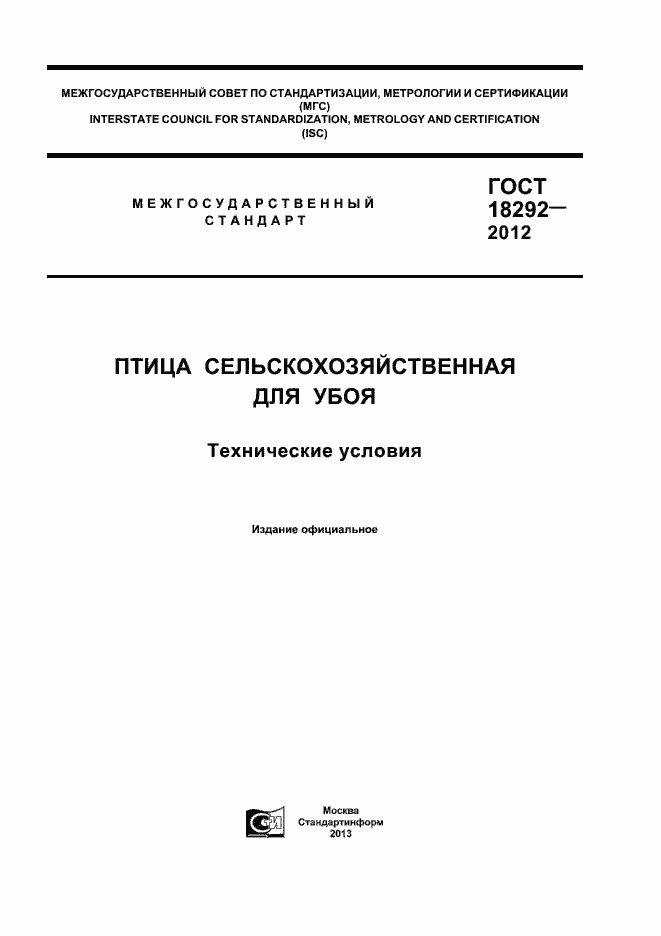 МЕЖГОСУДАРСТВЕННЫЙ СОВЕТ ПО СТАНДАРТИЗАЦИИ, МЕТРОЛОГИИ И СЕРТИФИКАЦИИ
(МГС)
INTERSTATE COUNCIL FOR STANDARDIZATION, METROLOGY AND CERTIFICATION
(ISC)
МЕЖГОСУДАРСТВЕННЫЙ
СТАНДАРТ
ГОСТ
18292—
2012
ПТИЦА СЕЛЬСКОХОЗЯЙСТВЕННАЯ
ДЛЯ УБОЯ
Технические условия
Издание официальное
Москва
Стандартинформ
2013